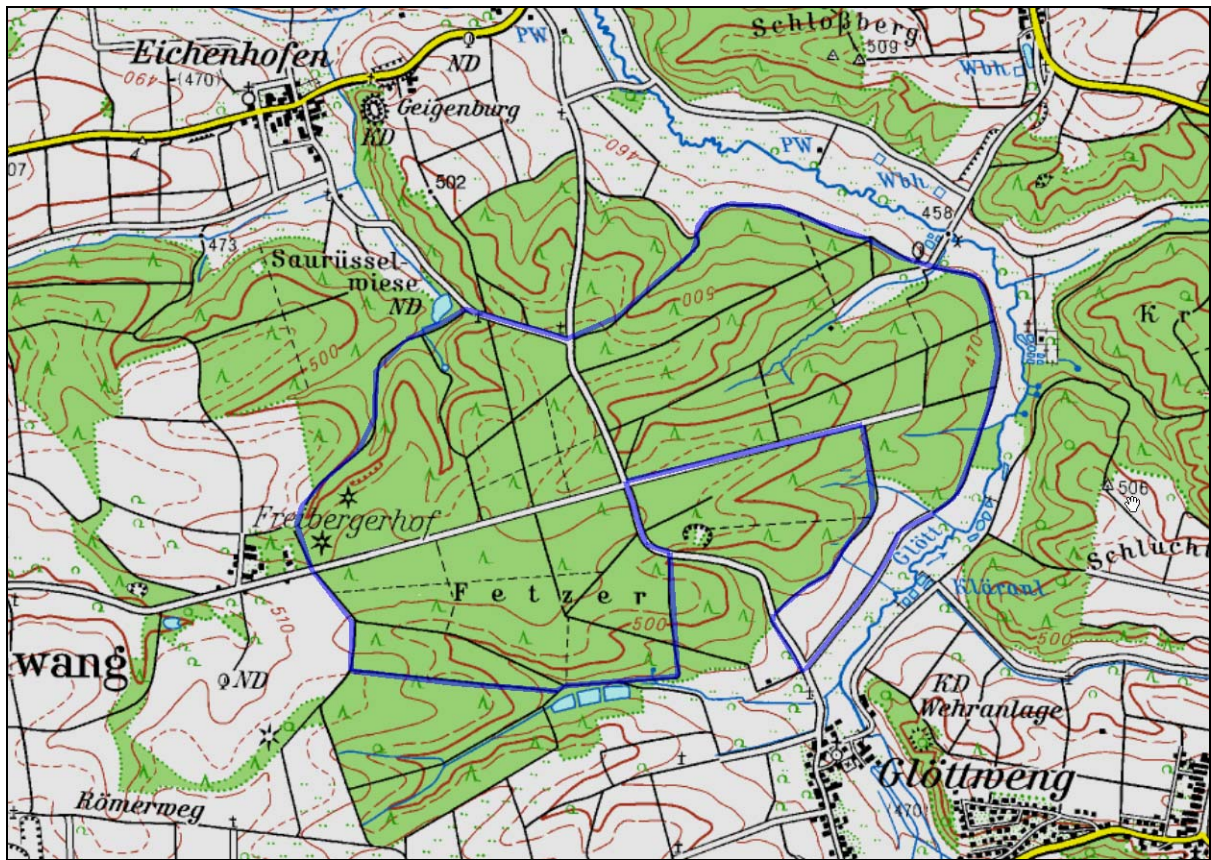 Schloßberg
509
PW
Eichenhofen
ND
Wbh.
490
(470)
Geigenburg
KD
4
07
460
PW
Wbh.
502
458
473
Saurüssel-
wiese
ND
500
500
470
K r
506
Freibergerhof
Glött
Schlucht
Fetzer
Kläranl.
510
500
500
wang
ND
KD
Wehranlage
Glöttweng
Römerweg
(470)